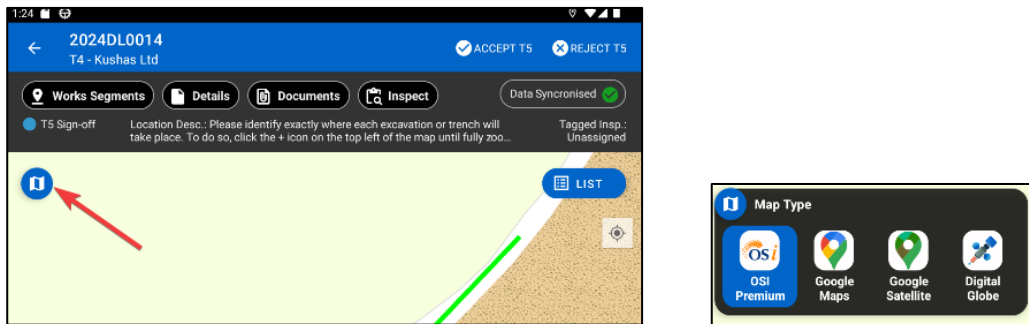 1:24
2024DL0014
T4 - Kushas Ltd
ACCEPT T5
REJECT T5
Works Segments
Details
Documents
Inspect
Data Syncronised
T5 Sign-off
Location Desc.: Please identify exactly where each excavation or trench will
take place. To do so, click the + icon on the top left of the map until fully zoo...
Tagged Insp.:
Unassigned
LIST
Map Type
OSi
OSI
Premium
Google
Maps
Google
Satellite
Digital
Globe